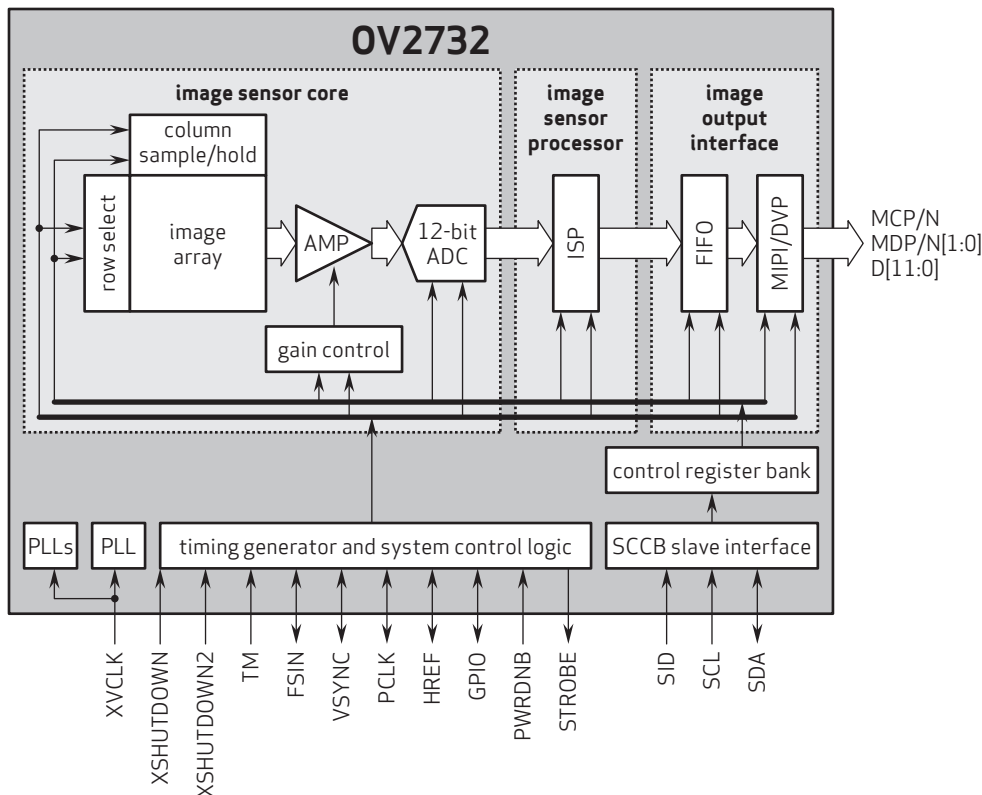 OV2732
image sensor core
image
sensor
processor
image
output
interface
column
sample/hold
row select
image
array
AMP
12-bit
ADC
gain control
ISP
FIFO
MIPI/DVP
MCP/N
MDP/N[1:0]
D[11:0]
control register bank
PLLs
PLL
timing generator and system control logic
SCCB slave interface
XVCLK
XSHUTDOWN
XSHUTDOWN2
TM
FSIN
VSYNC
PCLK
HREF
GPIO
PWRDNB
STROBE
SID
SCL
SDA